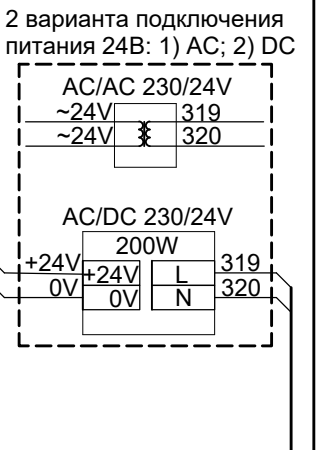 2 варианта подключения
питания 24В: 1) AC; 2) DC
AC/AC 230/24V
~24V 319
~24V 320
AC/DC 230/24V
200W
+24V +24V L 319
0V 0V N 320